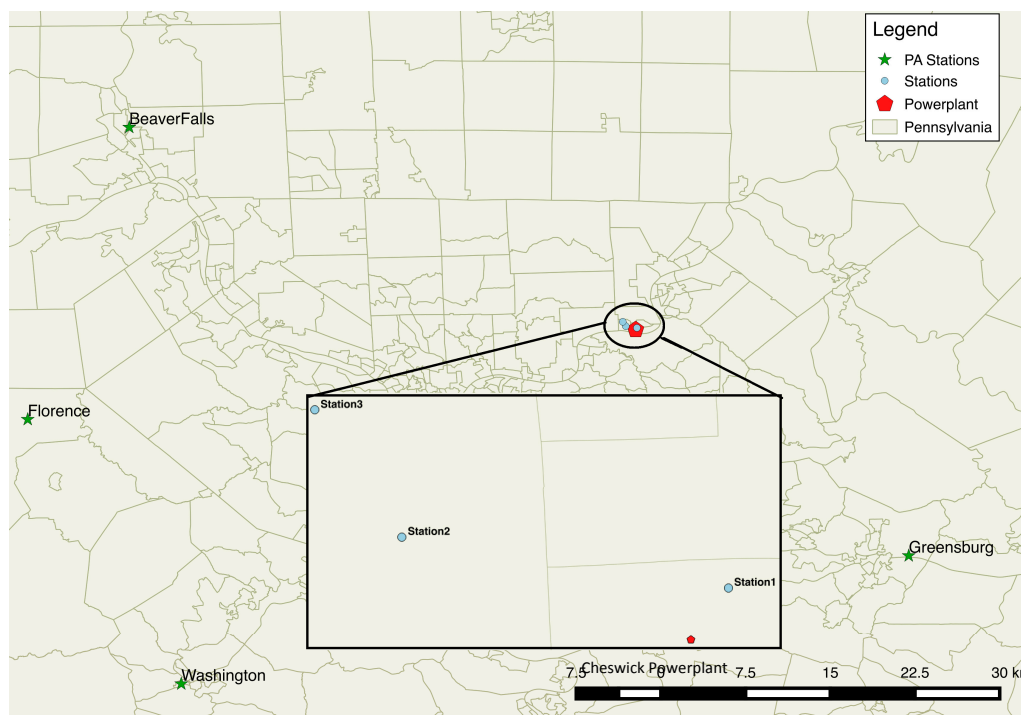 Legend
PA Stations
Stations
Powerplant
Pennsylvania
BeaverFalls
Florence
Station3
Station2
Station1
Greensburg
Washington
Cheswick Powerplant
7.5 0 7.5 15 22.5 30 km